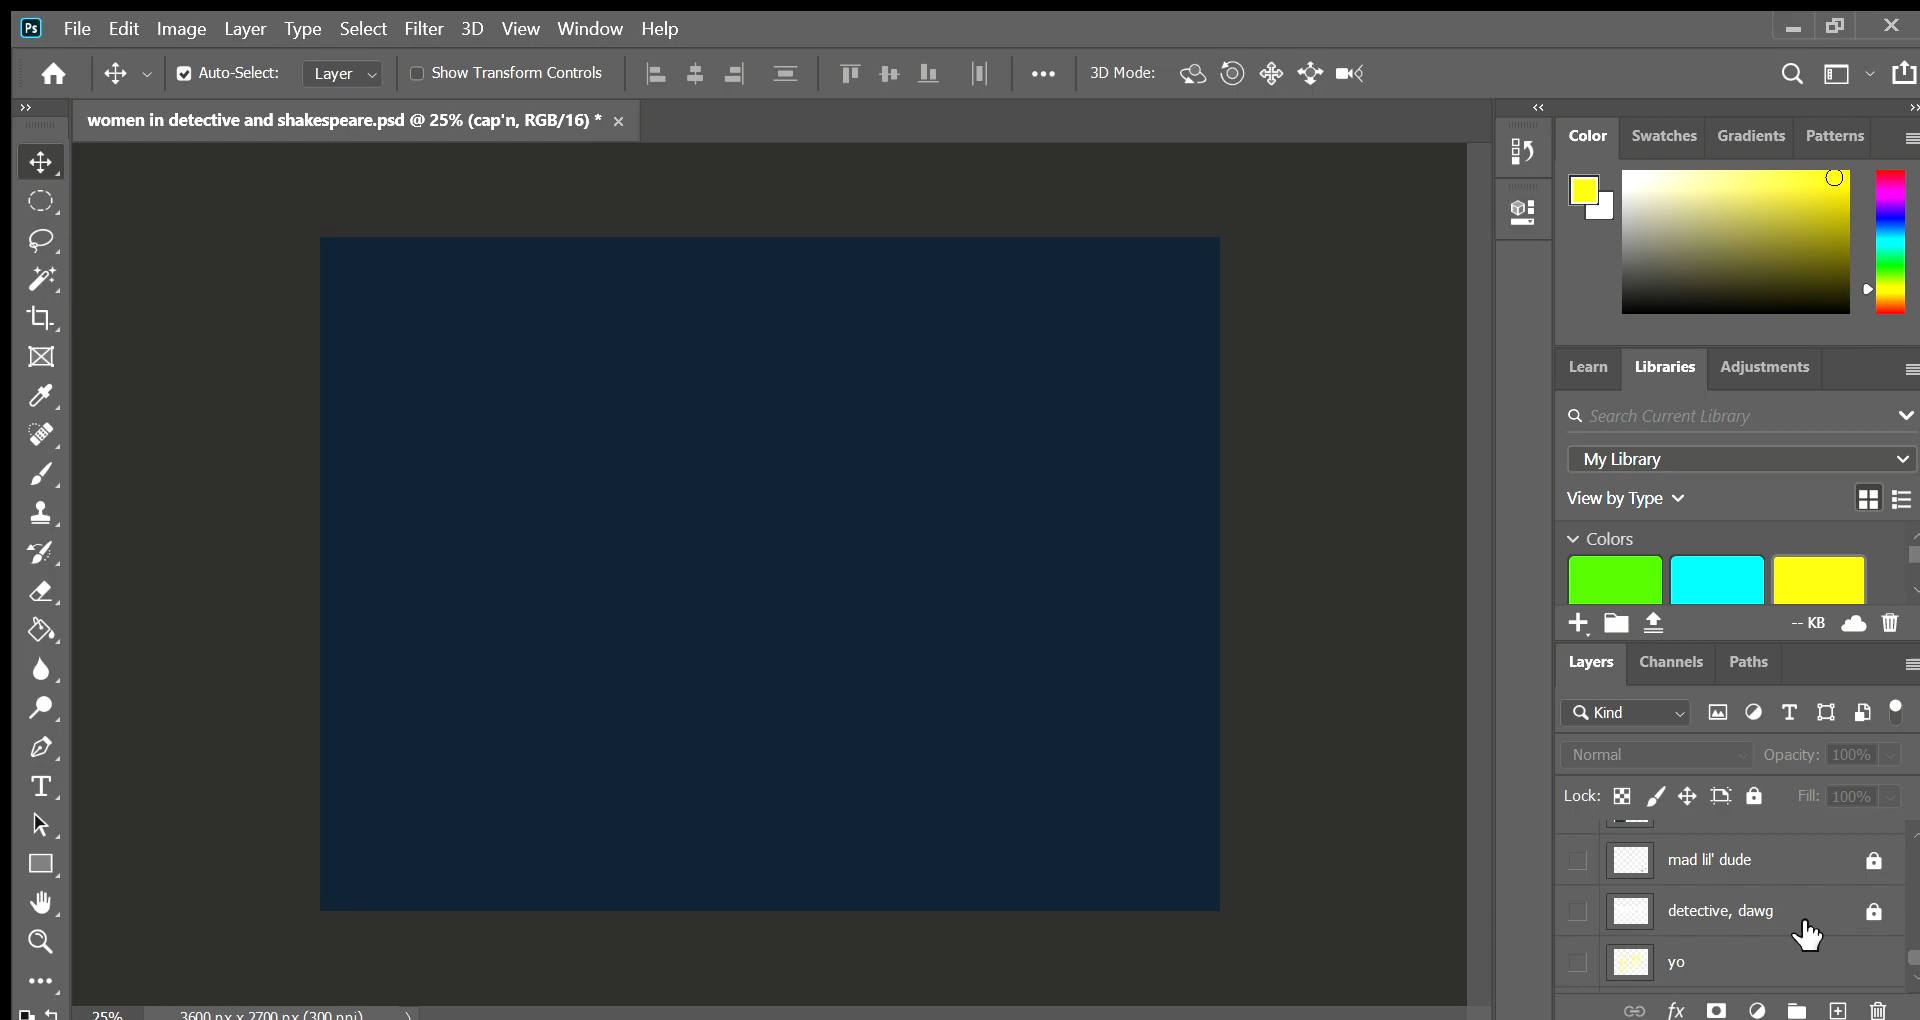 Ps File Edit Image Layer Type Select Filter 3D View Window Help
Auto-Select: Layer Show Transform Controls 3D Mode:
women in detective and shakespeare.psd @ 25% (cap'n, RGB/16) *
Color Swatches Gradients Patterns
Learn Libraries Adjustments
Search Current Library
My Library
View by Type
Colors
-- KB
Layers Channels Paths
Kind
Normal Opacity: 100%
Lock: Fill: 100%
mad lil' dude
detective, dawg
yo
fx
25% 3600 px x 2700 px (300 ppi)